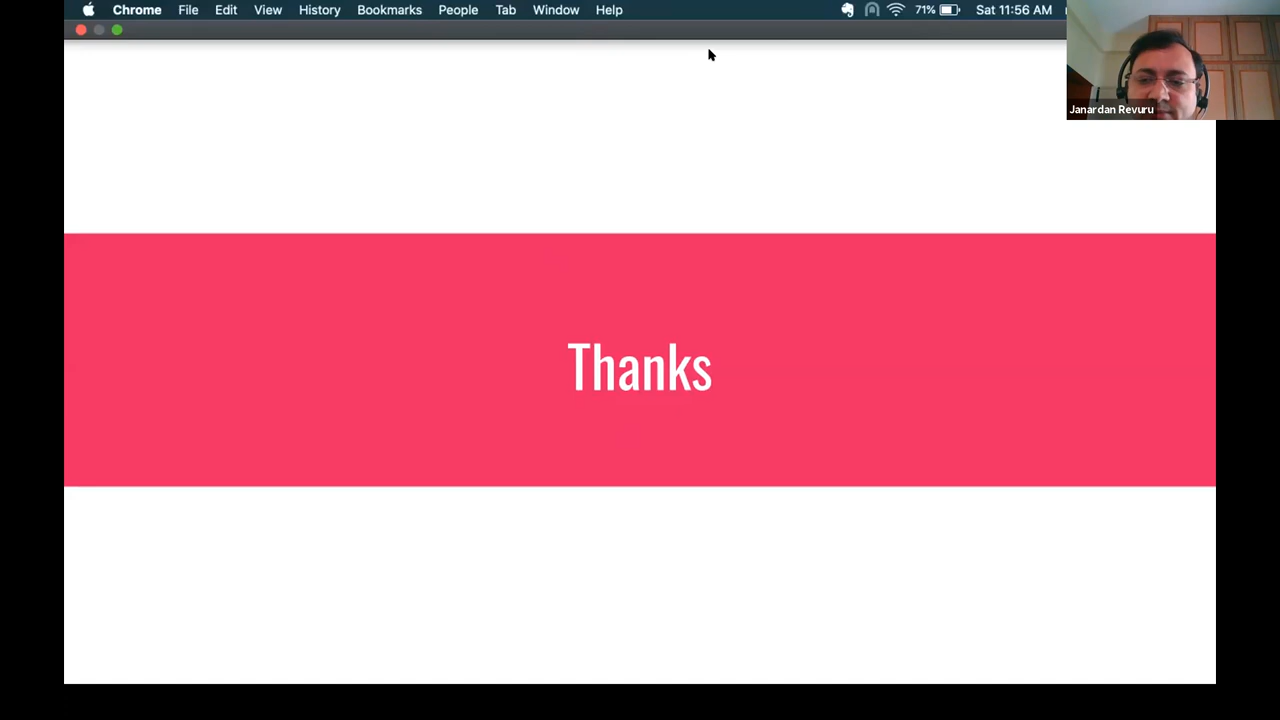 Chrome File Edit View History Bookmarks People Tab Window Help 71% Sat 11:56 AM
Janardan Revuru
Thanks